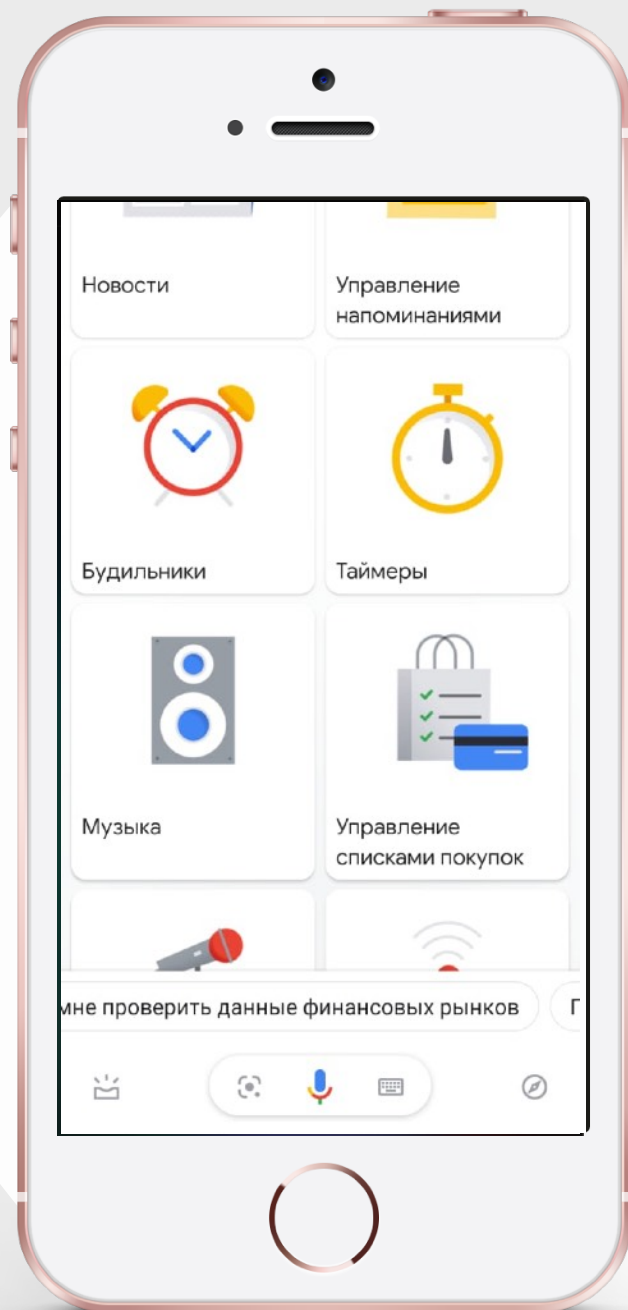 Новости
Управление
напоминаниями
Будильники
Таймеры
Музыка
Управление
списками покупок
мне проверить данные финансовых рынков